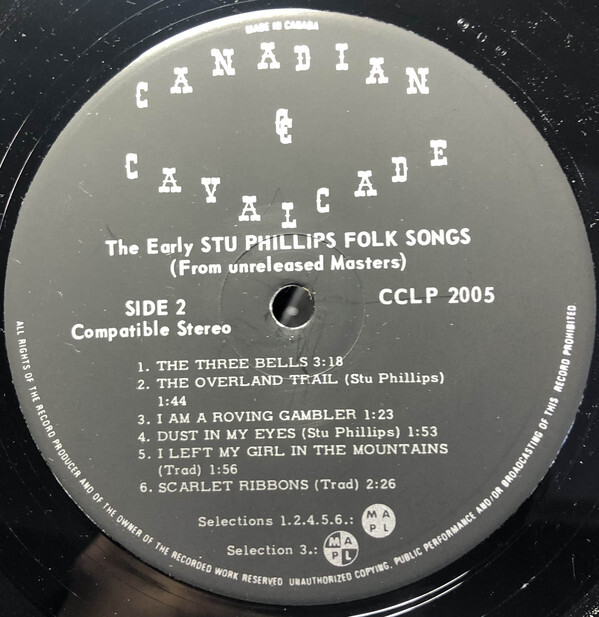 MADE IN CANADA
CANADIAN
CC
CAVALCADE
The Early STU PHILLIPS FOLK SONGS
(From unreleased Masters)
SIDE 2
CCLP 2005
Compatible Stereo
1. THE THREE BELLS 3:18
2. THE OVERLAND TRAIL (Stu Phillips)
1:44
3. I AM A ROVING GAMBLER 1:23
4. DUST IN MY EYES (Stu Phillips) 1:53
5. I LEFT MY GIRL IN THE MOUNTAINS
(Trad) 1:56
6. SCARLET RIBBONS (Trad) 2:26
Selections 1.2.4.5.6.: MAPL
Selection 3.: MAPL
ALL RIGHTS OF THE RECORD PRODUCER AND OF THE OWNER OF THE RECORDED WORK RESERVED UNAUTHORIZED COPYING, PUBLIC PERFORMANCE AND/OR BROADCASTING OF THIS RECORD PROHIBITED